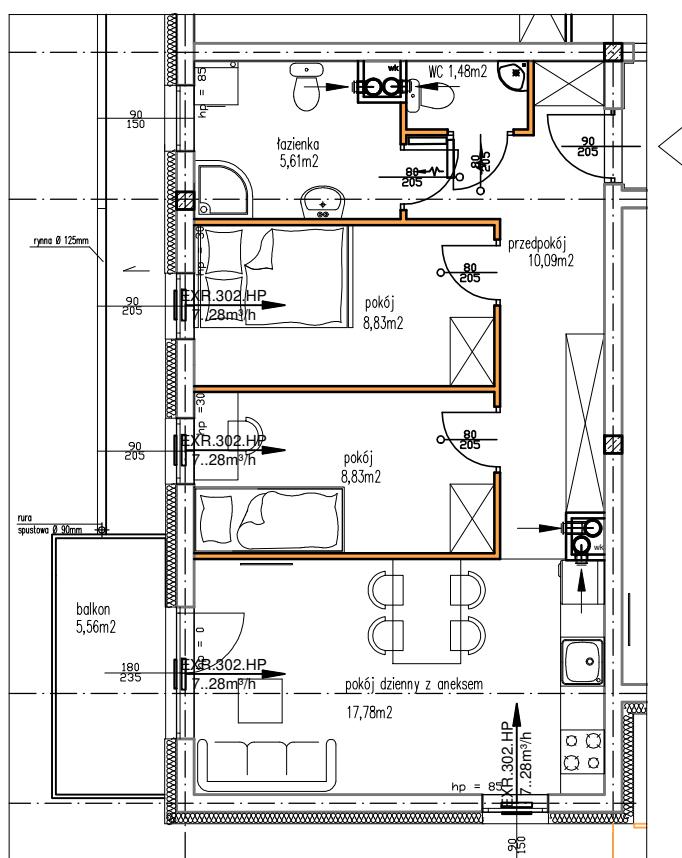 WC 1,48m2
wk
hp = 85
90
150
łazienka
5,61m2
80
205
80
205
90
205
rynna Ø 125mm
przedpokój
10,09m2
hp = 30
80
205
90
205
EXR.302.HP
7..28m³/h
pokój
8,83m2
hp =30
80
205
90
205
EXR.302.HP
7..28m³/h
pokój
8,83m2
rura
spustowa Ø 90mm
wk
balkon
5,56m2
hp = 0
180
235
EXR.302.HP
7..28m³/h
pokój dzienny z aneksem
17,78m2
hp = 85
EXR.302.HP
7..28m³/h
90
150